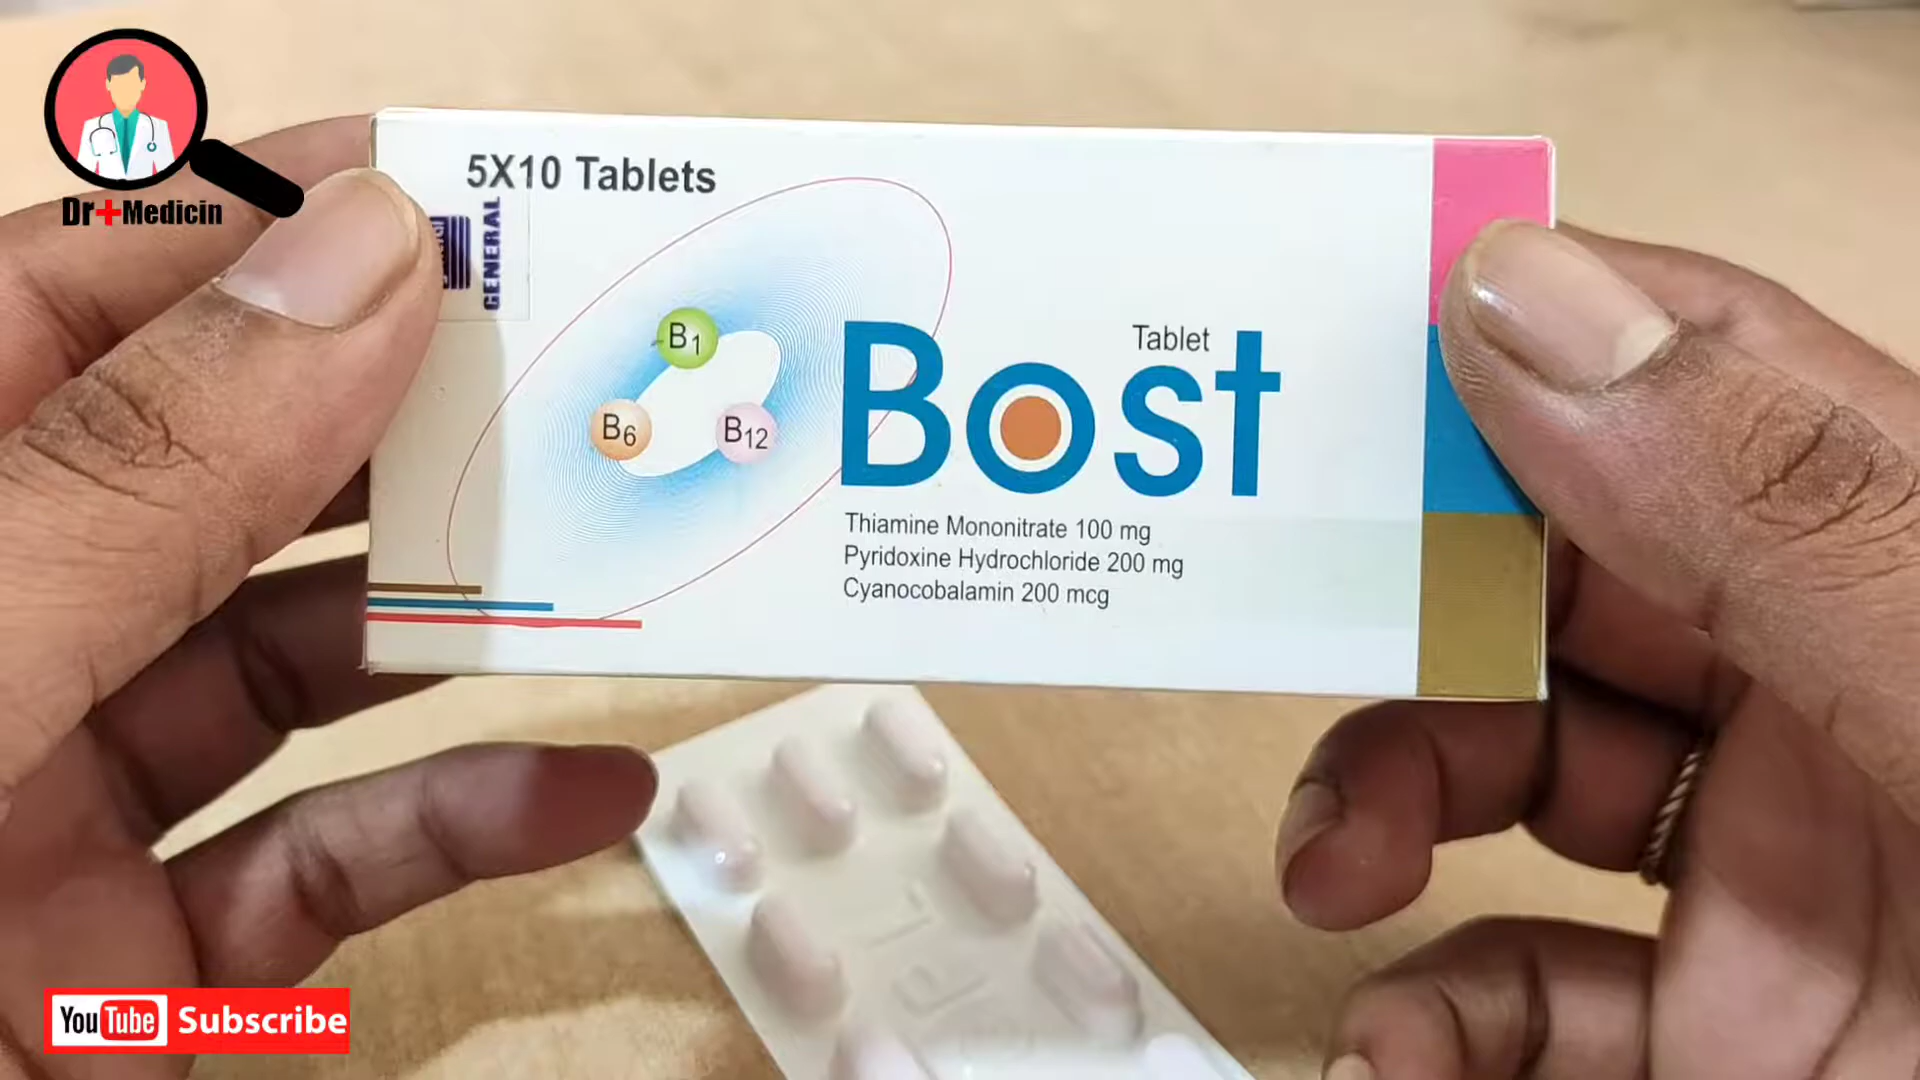 Dr+Medicin
5X10 Tablets
GENERAL
B1
B6
B12
Tablet
Bost
Thiamine Mononitrate 100 mg
Pyridoxine Hydrochloride 200 mg
Cyanocobalamin 200 mcg
YouTube Subscribe